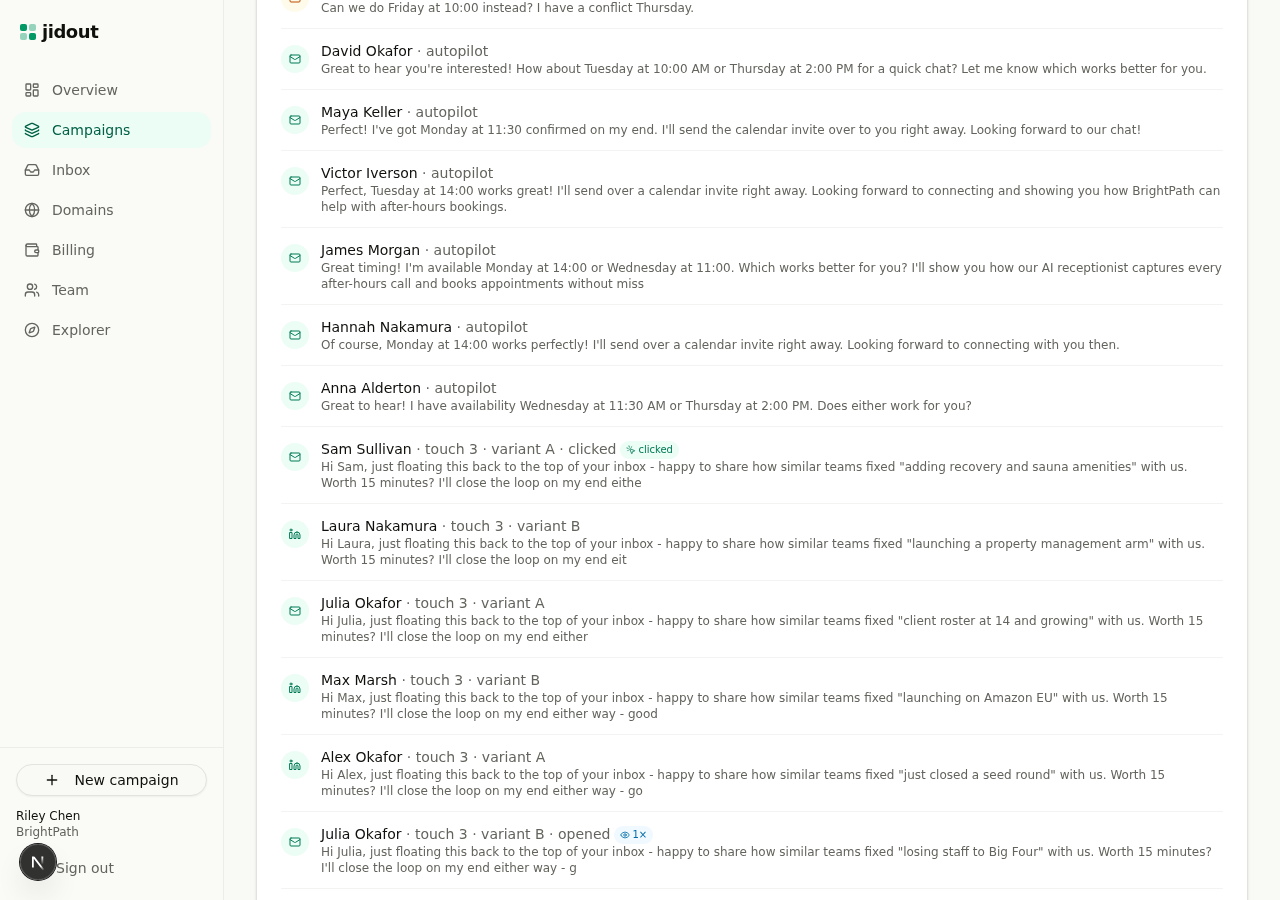 jidout
Overview
Campaigns
Inbox
Domains
Billing
Team
Explorer
New campaign
Riley Chen
BrightPath
N
Sign out
Can we do Friday at 10:00 instead? I have a conflict Thursday.
David Okafor · autopilot
Great to hear you're interested! How about Tuesday at 10:00 AM or Thursday at 2:00 PM for a quick chat? Let me know which works better for you.
Maya Keller · autopilot
Perfect! I've got Monday at 11:30 confirmed on my end. I'll send the calendar invite over to you right away. Looking forward to our chat!
Victor Iverson · autopilot
Perfect, Tuesday at 14:00 works great! I'll send over a calendar invite right away. Looking forward to connecting and showing you how BrightPath can
help with after-hours bookings.
James Morgan · autopilot
Great timing! I'm available Monday at 14:00 or Wednesday at 11:00. Which works better for you? I'll show you how our AI receptionist captures every
after-hours call and books appointments without miss
Hannah Nakamura · autopilot
Of course, Monday at 14:00 works perfectly! I'll send over a calendar invite right away. Looking forward to connecting with you then.
Anna Alderton · autopilot
Great to hear! I have availability Wednesday at 11:30 AM or Thursday at 2:00 PM. Does either work for you?
Sam Sullivan · touch 3 · variant A · clicked clicked
Hi Sam, just floating this back to the top of your inbox - happy to share how similar teams fixed "adding recovery and sauna amenities" with us.
Worth 15 minutes? I'll close the loop on my end eithe
Laura Nakamura · touch 3 · variant B
Hi Laura, just floating this back to the top of your inbox - happy to share how similar teams fixed "launching a property management arm" with us.
Worth 15 minutes? I'll close the loop on my end eit
Julia Okafor · touch 3 · variant A
Hi Julia, just floating this back to the top of your inbox - happy to share how similar teams fixed "client roster at 14 and growing" with us. Worth 15
minutes? I'll close the loop on my end either
Max Marsh · touch 3 · variant B
Hi Max, just floating this back to the top of your inbox - happy to share how similar teams fixed "launching on Amazon EU" with us. Worth 15
minutes? I'll close the loop on my end either way - good
Alex Okafor · touch 3 · variant A
Hi Alex, just floating this back to the top of your inbox - happy to share how similar teams fixed "just closed a seed round" with us. Worth 15
minutes? I'll close the loop on my end either way - go
Julia Okafor · touch 3 · variant B · opened 1×
Hi Julia, just floating this back to the top of your inbox - happy to share how similar teams fixed "losing staff to Big Four" with us. Worth 15 minutes?
I'll close the loop on my end either way - g